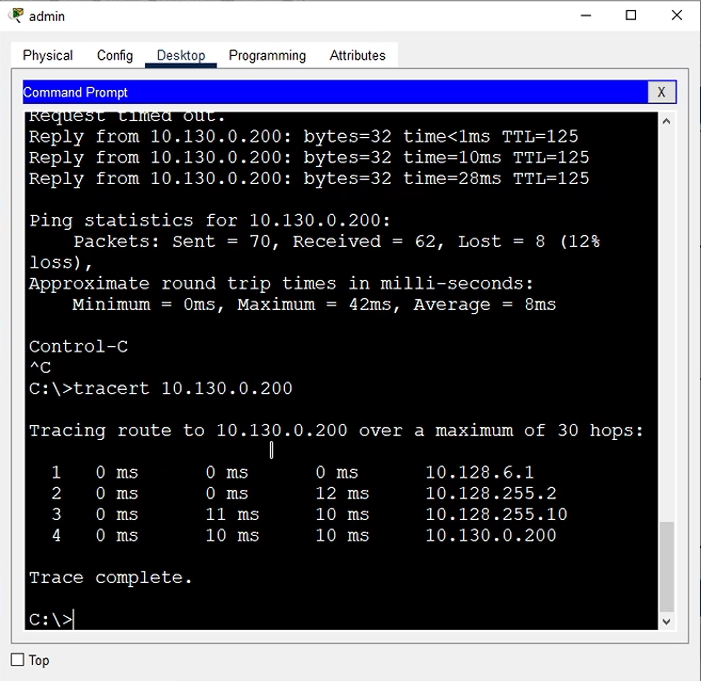 admin
Physical Config Desktop Programming Attributes
Command Prompt X
Request timed out.
Reply from 10.130.0.200: bytes=32 time<1ms TTL=125
Reply from 10.130.0.200: bytes=32 time=10ms TTL=125
Reply from 10.130.0.200: bytes=32 time=28ms TTL=125
Ping statistics for 10.130.0.200:
Packets: Sent = 70, Received = 62, Lost = 8 (12%
loss),
Approximate round trip times in milli-seconds:
Minimum = 0ms, Maximum = 42ms, Average = 8ms
Control-C
^C
C:\>tracert 10.130.0.200
Tracing route to 10.130.0.200 over a maximum of 30 hops:
1 0 ms 0 ms 0 ms 10.128.6.1
2 0 ms 0 ms 12 ms 10.128.255.2
3 0 ms 11 ms 10 ms 10.128.255.10
4 0 ms 10 ms 10 ms 10.130.0.200
Trace complete.
C:\>
Top